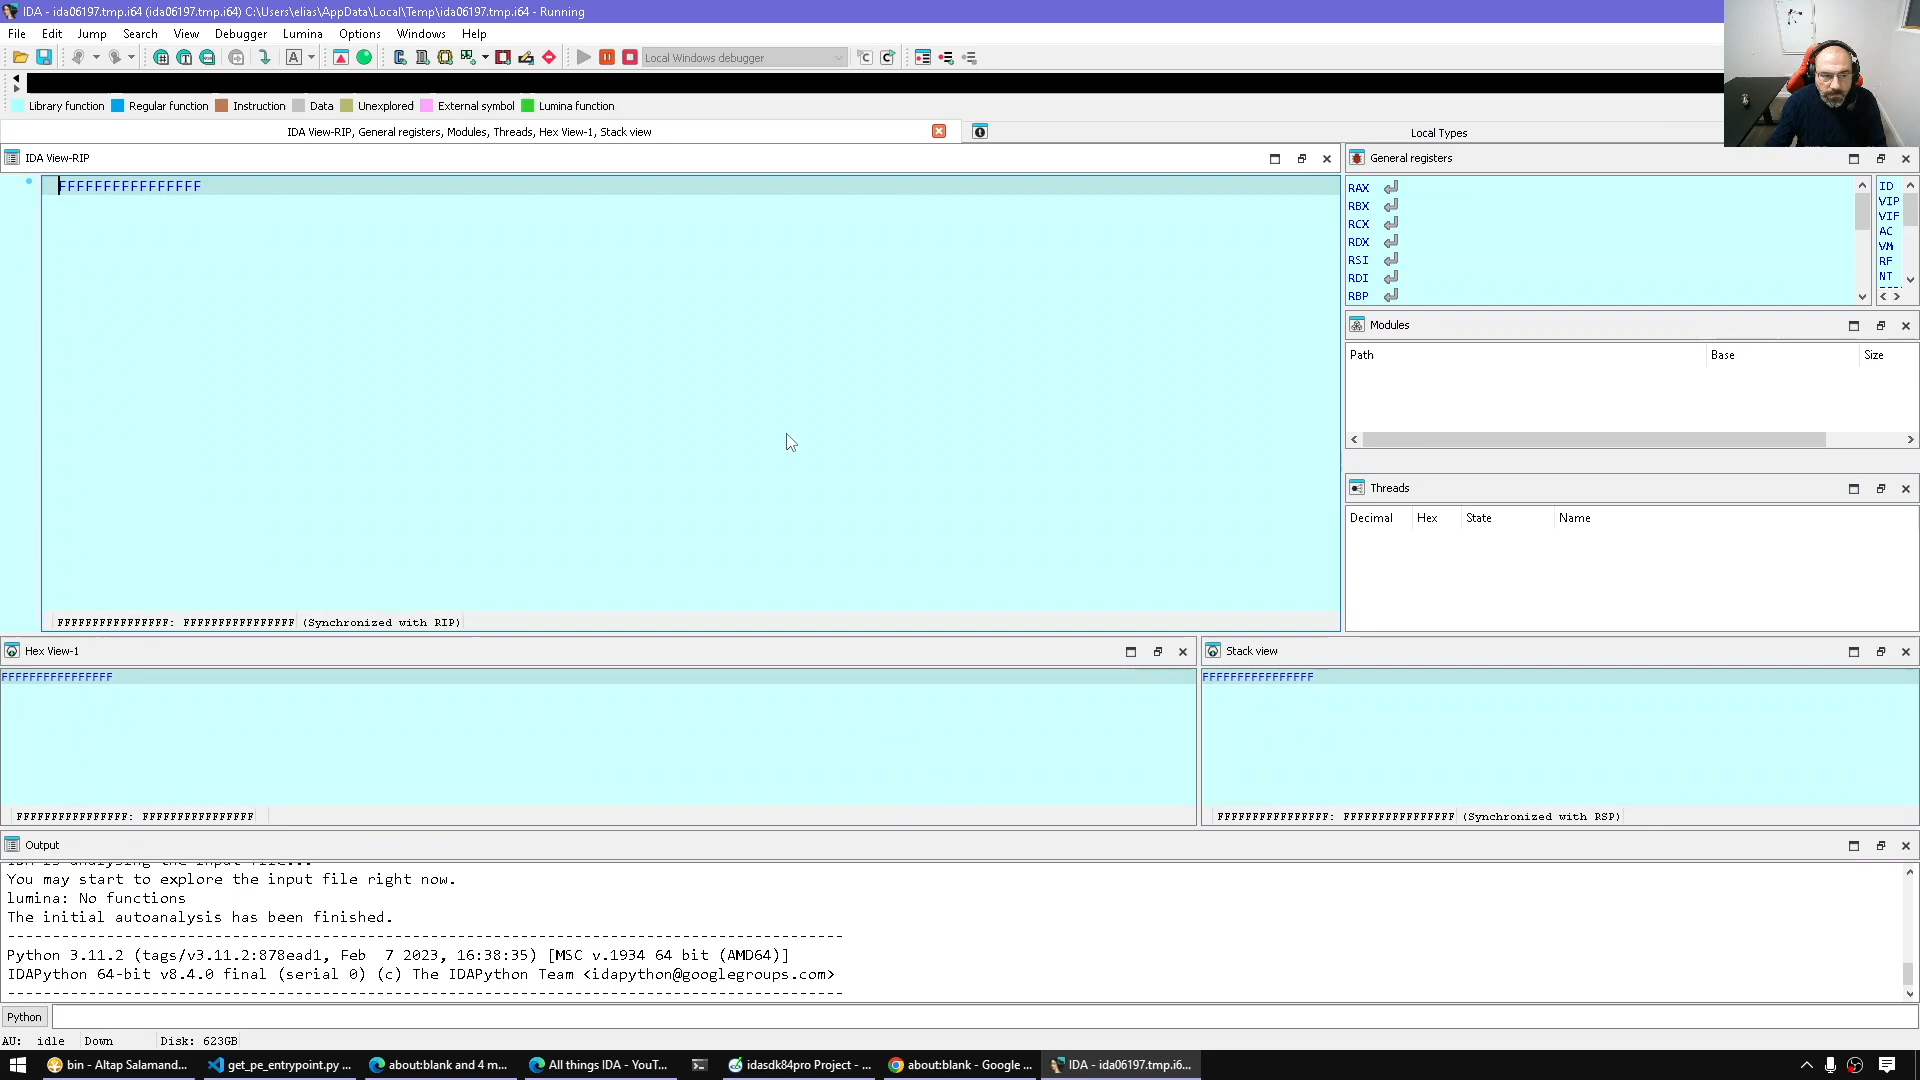 IDA - ida06197.tmp.i64 (ida06197.tmp.i64) C:\Users\elias\AppData\Local\Temp\ida06197.tmp.i64 - Running
File Edit Jump Search View Debugger Lumina Options Windows Help
Local Windows debugger
Library function Regular function Instruction Data Unexplored External symbol Lumina function
IDA View-RIP, General registers, Modules, Threads, Hex View-1, Stack view
Local Types
IDA View-RIP
FFFFFFFFFFFFFFFF
FFFFFFFFFFFFFFFF: FFFFFFFFFFFFFFFF (Synchronized with RIP)
General registers
RAX
RBX
RCX
RDX
RSI
RDI
RBP
ID
VIP
VIF
AC
VM
RF
NT
Modules
Path Base Size
Threads
Decimal Hex State Name
Hex View-1
FFFFFFFFFFFFFFFF
FFFFFFFFFFFFFFFF: FFFFFFFFFFFFFFFF
Stack view
FFFFFFFFFFFFFFFF
FFFFFFFFFFFFFFFF: FFFFFFFFFFFFFFFF (Synchronized with RSP)
Output
IDA is analysing the input file...
You may start to explore the input file right now.
lumina: No functions
The initial autoanalysis has been finished.
---------------------------------------------------------------------------------------------
Python 3.11.2 (tags/v3.11.2:878ead1, Feb  7 2023, 16:38:35) [MSC v.1934 64 bit (AMD64)]
IDAPython 64-bit v8.4.0 final (serial 0) (c) The IDAPython Team <idapython@googlegroups.com>
---------------------------------------------------------------------------------------------
Python
AU: idle Down Disk: 623GB
bin - Altap Salamand... get_pe_entrypoint.py ... about:blank and 4 m... All things IDA - YouT... idasdk84pro Project - ... about:blank - Google ... IDA - ida06197.tmp.i6...